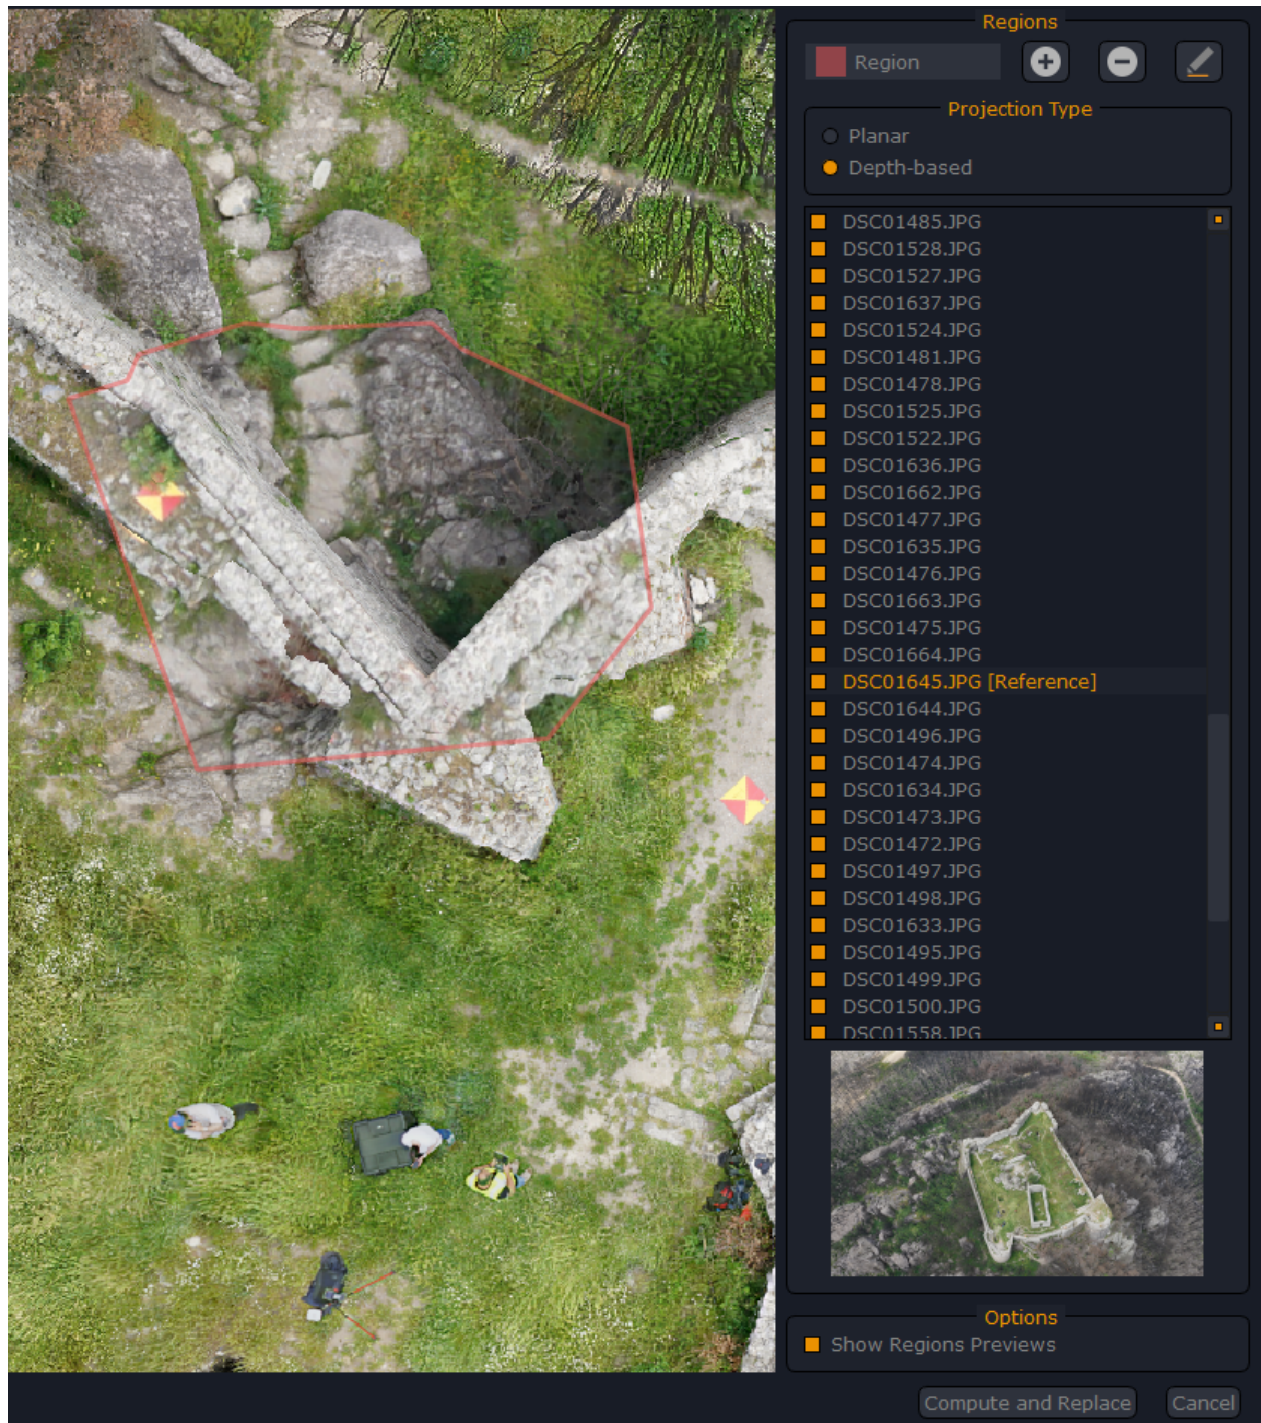 Regions
Region
Projection Type
Planar
Depth-based
DSC01485.JPG
DSC01528.JPG
DSC01527.JPG
DSC01637.JPG
DSC01524.JPG
DSC01481.JPG
DSC01478.JPG
DSC01525.JPG
DSC01522.JPG
DSC01636.JPG
DSC01662.JPG
DSC01477.JPG
DSC01635.JPG
DSC01476.JPG
DSC01663.JPG
DSC01475.JPG
DSC01664.JPG
DSC01645.JPG [Reference]
DSC01644.JPG
DSC01496.JPG
DSC01474.JPG
DSC01634.JPG
DSC01473.JPG
DSC01472.JPG
DSC01497.JPG
DSC01498.JPG
DSC01633.JPG
DSC01495.JPG
DSC01499.JPG
DSC01500.JPG
DSC01558.JPG
Options
Show Regions Previews
Compute and Replace
Cancel